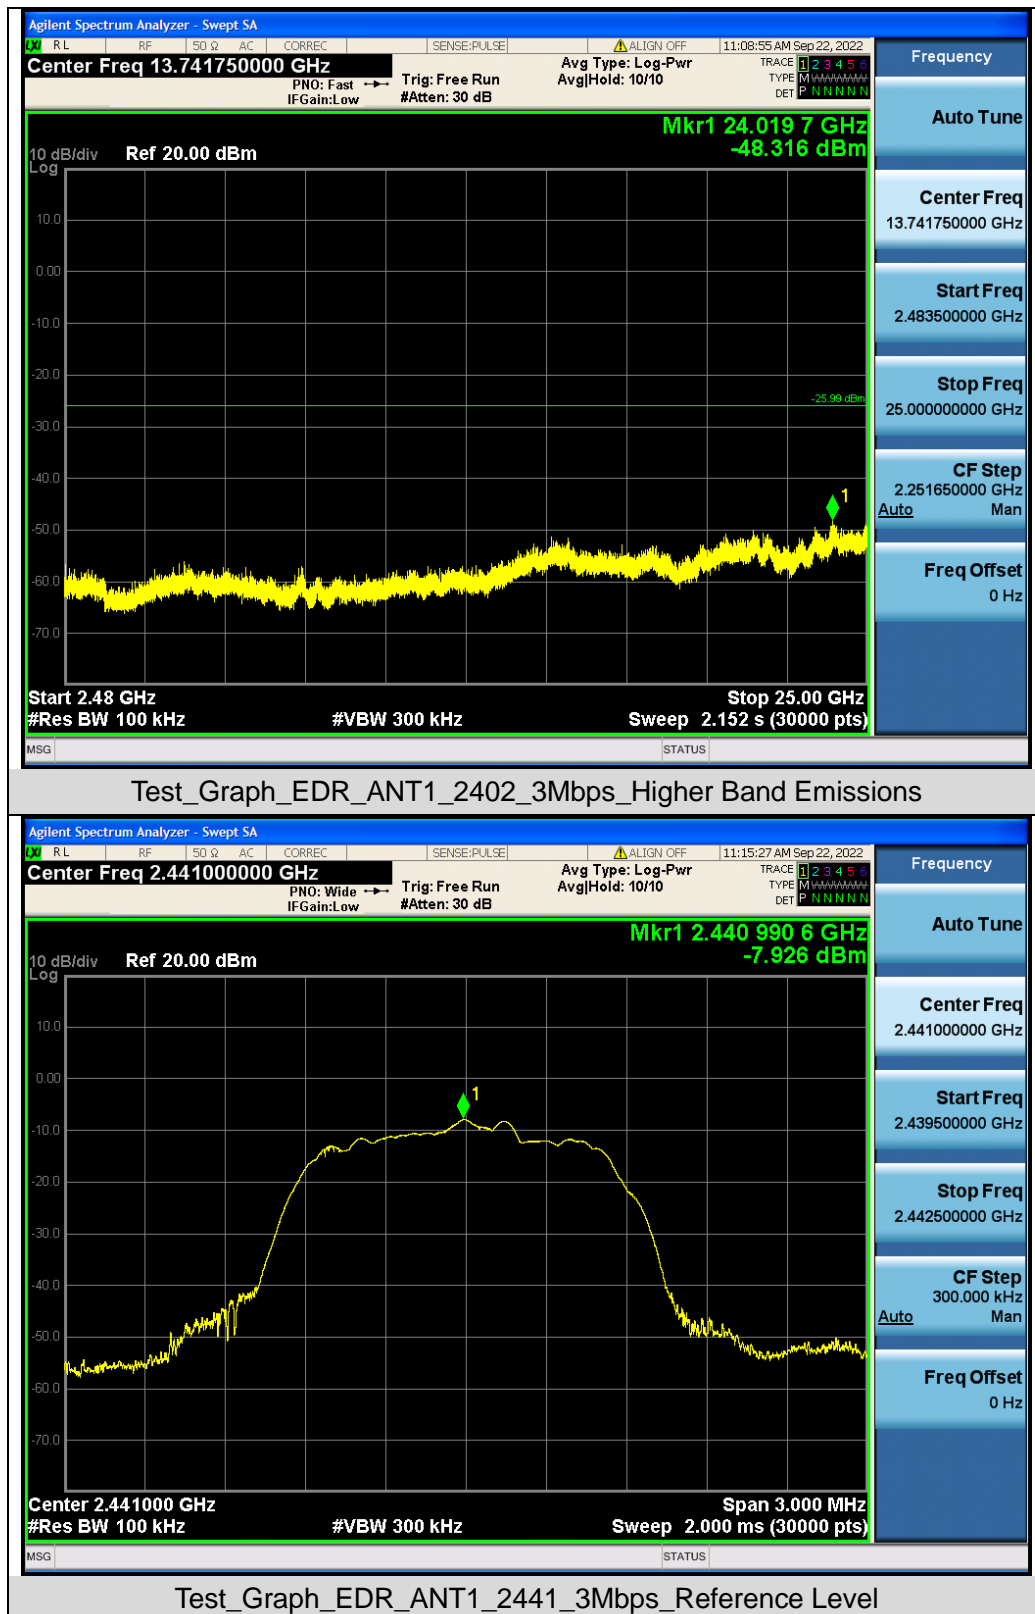 Agilent Spectrum Analyzer - Swept SA
LXI RL RF 50 Ω AC CORREC SENSE:PULSE ALIGN OFF 11:08:55 AM Sep 22, 2022
Center Freq 13.741750000 GHz
PNO: Fast
IFGain:Low
Trig: Free Run
#Atten: 30 dB
Avg Type: Log-Pwr
Avg|Hold: 10/10
TRACE 1 2 3 4 5 6
TYPE M
DET P N N N N N
Mkr1 24.019 7 GHz
-48.316 dBm
10 dB/div
Log
Ref 20.00 dBm
10.0
0.00
-10.0
-20.0
-25.99 dBm
-30.0
-40.0
1
-50.0
-60.0
-70.0
Start 2.48 GHz
Stop 25.00 GHz
#Res BW 100 kHz
#VBW 300 kHz
Sweep 2.152 s (30000 pts)
MSG
STATUS
Frequency
Auto Tune
Center Freq
13.741750000 GHz
Start Freq
2.483500000 GHz
Stop Freq
25.000000000 GHz
CF Step
2.251650000 GHz
Auto Man
Freq Offset
0 Hz
Test_Graph_EDR_ANT1_2402_3Mbps_Higher Band Emissions
Agilent Spectrum Analyzer - Swept SA
LXI RL RF 50 Ω AC CORREC SENSE:PULSE ALIGN OFF 11:15:27 AM Sep 22, 2022
Center Freq 2.441000000 GHz
PNO: Wide
IFGain:Low
Trig: Free Run
#Atten: 30 dB
Avg Type: Log-Pwr
Avg|Hold: 10/10
TRACE 1 2 3 4 5 6
TYPE M
DET P N N N N N
Mkr1 2.440 990 6 GHz
-7.926 dBm
10 dB/div
Log
Ref 20.00 dBm
10.0
0.00
1
-10.0
-20.0
-30.0
-40.0
-50.0
-60.0
-70.0
Center 2.441000 GHz
Span 3.000 MHz
#Res BW 100 kHz
#VBW 300 kHz
Sweep 2.000 ms (30000 pts)
MSG
STATUS
Frequency
Auto Tune
Center Freq
2.441000000 GHz
Start Freq
2.439500000 GHz
Stop Freq
2.442500000 GHz
CF Step
300.000 kHz
Auto Man
Freq Offset
0 Hz
Test_Graph_EDR_ANT1_2441_3Mbps_Reference Level